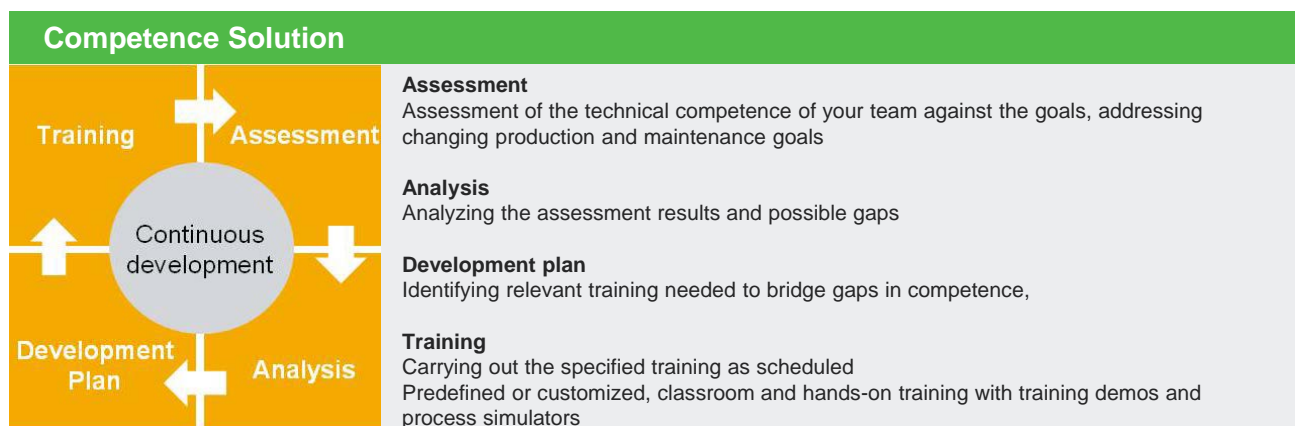 Competence Solution
Training
Assessment
Continuous
development
Development
Plan
Analysis
Assessment
Assessment of the technical competence of your team against the goals, addressing
changing production and maintenance goals
Analysis
Analyzing the assessment results and possible gaps
Development plan
Identifying relevant training needed to bridge gaps in competence,
Training
Carrying out the specified training as scheduled
Predefined or customized, classroom and hands-on training with training demos and
process simulators